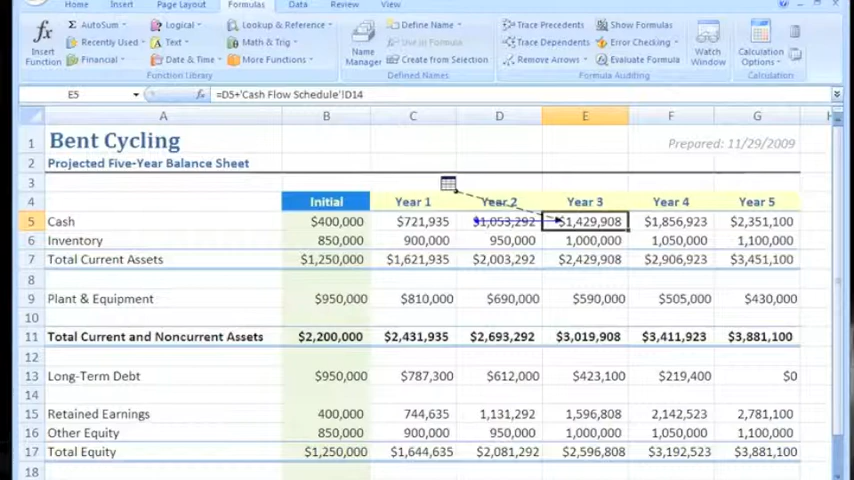 Home Insert Page Layout Formulas Data Review View
Insert Function
Σ AutoSum
Recently Used
Financial
Logical
Text
Date & Time
Lookup & Reference
Math & Trig
More Functions
Function Library
Name Manager
Define Name
Use in Formula
Create from Selection
Defined Names
Trace Precedents
Trace Dependents
Remove Arrows
Show Formulas
Error Checking
Evaluate Formula
Formula Auditing
Watch Window
Calculation Options
Calculation
E5 =D5+'Cash Flow Schedule'!D14
A B C D E F G
1 Bent Cycling Prepared: 11/29/2009
2 Projected Five-Year Balance Sheet
3
4 Initial Year 1 Year 2 Year 3 Year 4 Year 5
5 Cash $400,000 $721,935 $1,053,292 $1,429,908 $1,856,923 $2,351,100
6 Inventory 850,000 900,000 950,000 1,000,000 1,050,000 1,100,000
7 Total Current Assets $1,250,000 $1,621,935 $2,003,292 $2,429,908 $2,906,923 $3,451,100
8
9 Plant & Equipment $950,000 $810,000 $690,000 $590,000 $505,000 $430,000
10
11 Total Current and Noncurrent Assets $2,200,000 $2,431,935 $2,693,292 $3,019,908 $3,411,923 $3,881,100
12
13 Long-Term Debt $950,000 $787,300 $612,000 $423,100 $219,400 $0
14
15 Retained Earnings 400,000 744,635 1,131,292 1,596,808 2,142,523 2,781,100
16 Other Equity 850,000 900,000 950,000 1,000,000 1,050,000 1,100,000
17 Total Equity $1,250,000 $1,644,635 $2,081,292 $2,596,808 $3,192,523 $3,881,100
18